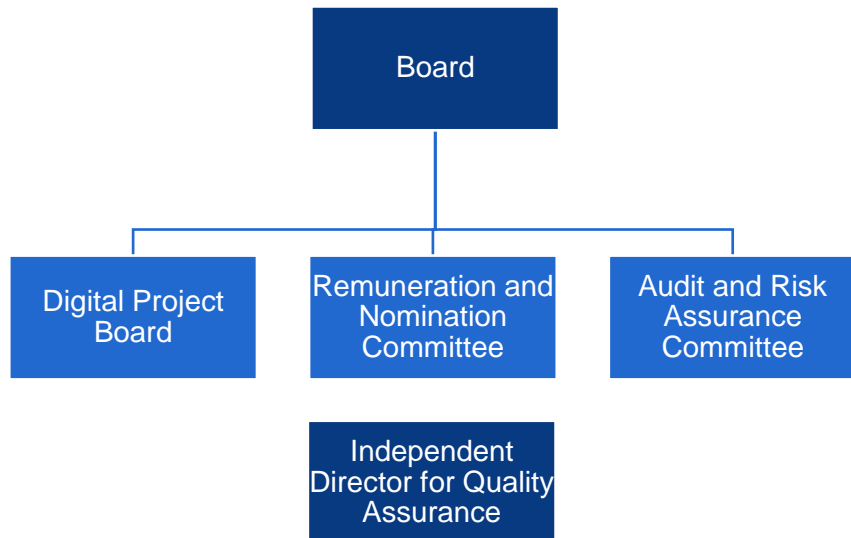 Board
Digital Project
Board
Remuneration and
Nomination
Committee
Audit and Risk
Assurance
Committee
Independent
Director for Quality
Assurance